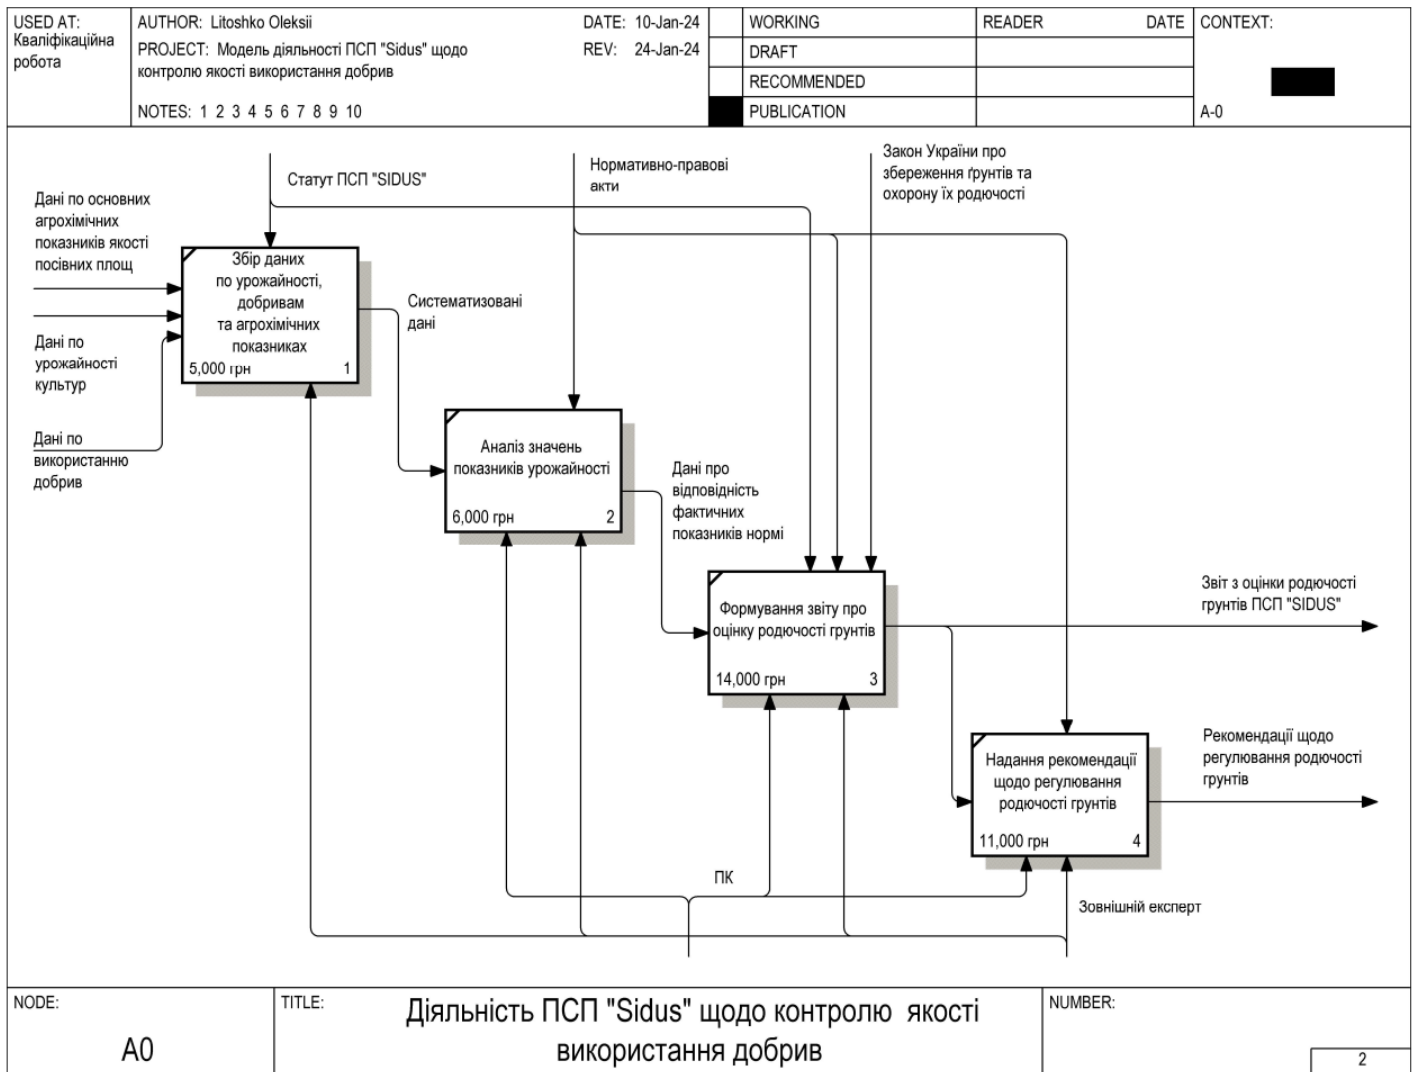 USED AT:
Кваліфікаційна
робота
AUTHOR: Litoshko Oleksii
DATE: 10-Jan-24
PROJECT: Модель діяльності ПСП "Sidus" щодо
контролю якості використання добрив
REV: 24-Jan-24
NOTES: 1 2 3 4 5 6 7 8 9 10
WORKING
DRAFT
RECOMMENDED
PUBLICATION
READER DATE
CONTEXT:
A-0
Статут ПСП "SIDUS"
Нормативно-правові
акти
Закон України про
збереження ґрунтів та
охорону їх родючості
Дані по основних
агрохімічних
показників якості
посівних площ
Дані по
урожайності
культур
Дані по
використанню
добрив
Збір даних
по урожайності,
добривам
та агрохімічних
показниках
5,000 грн 1
Систематизовані
дані
Аналіз значень
показників урожайності
6,000 грн 2
Дані про
відповідність
фактичних
показників нормі
Формування звіту про
оцінку родючості грунтів
14,000 грн 3
Звіт з оцінки родючості
грунтів ПСП "SIDUS"
Надання рекомендації
щодо регулювання
родючості грунтів
11,000 грн 4
Рекомендації щодо
регулювання родючості
грунтів
ПК
Зовнішній експерт
NODE:
A0
TITLE:
Діяльність ПСП "Sidus" щодо контролю якості
використання добрив
NUMBER:
2